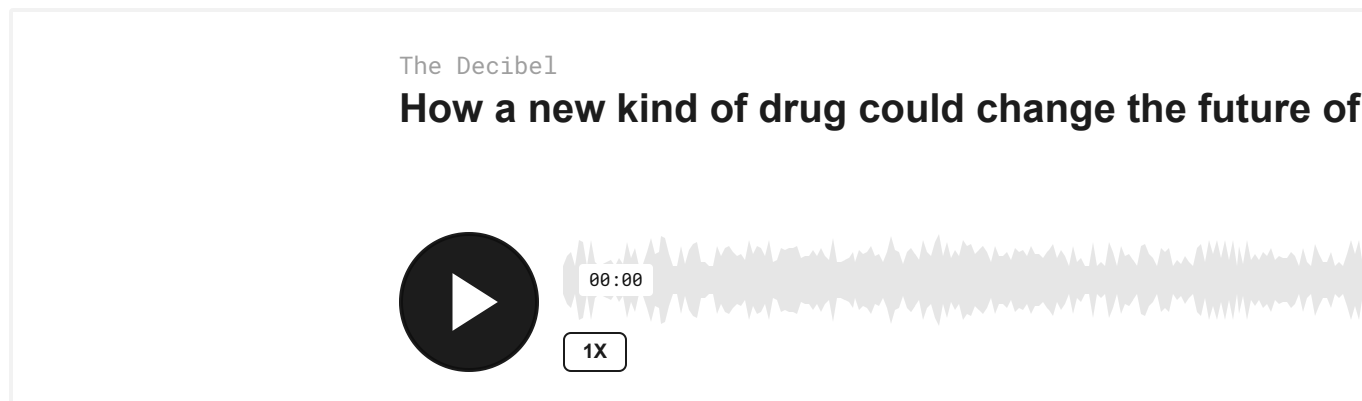 The Decibel
How a new kind of drug could change the future of
00:00
1X